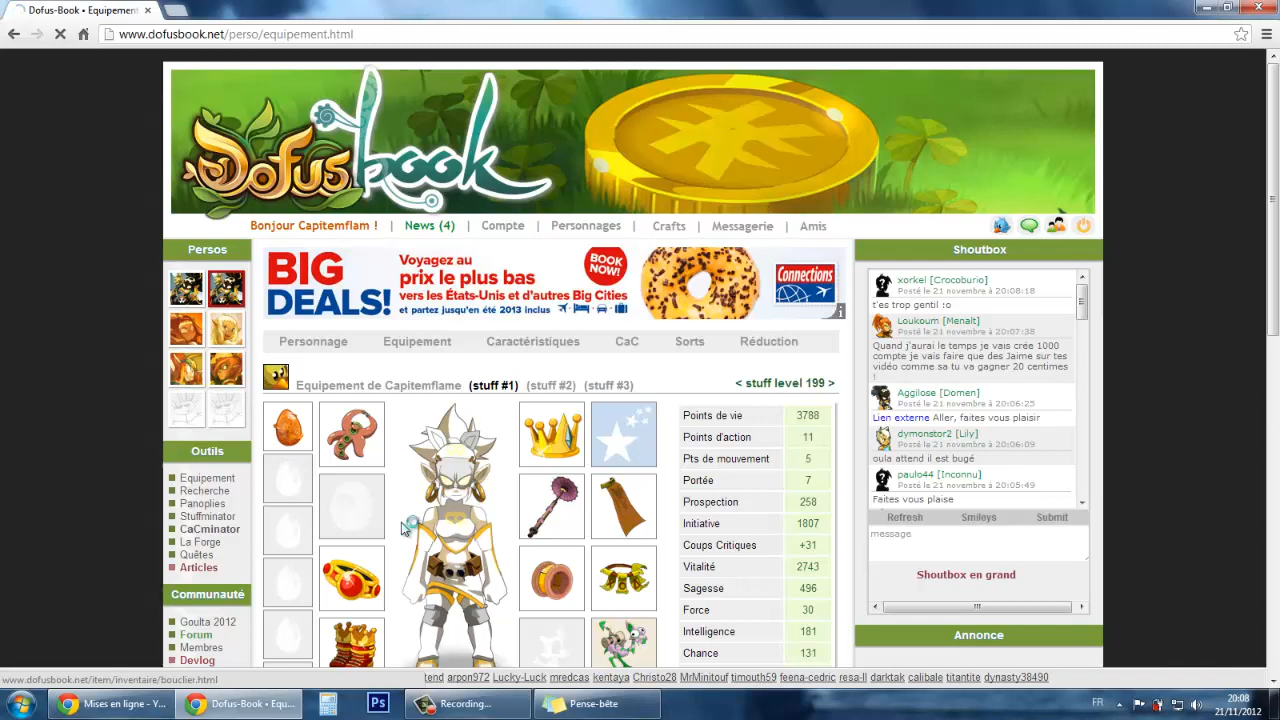 Dofus-Book • Equipemen
www.dofusbook.net/perso/equipement.html
Dofus book
Bonjour Capitemflam ! | News (4) | Compte | Personnages | Crafts | Messagerie | Amis
Persos
BIG DEALS!
Voyagez au
prix le plus bas
vers les États-Unis et d'autres Big Cities
et partez jusqu'en été 2013 inclus
BOOK NOW!
Connections
Personnage Equipement Caractéristiques CaC Sorts Réduction
Equipement de Capitemflame (stuff #1) (stuff #2) (stuff #3)
< stuff level 199 >
Points de vie 3788
Points d'action 11
Pts de mouvement 5
Portée 7
Prospection 258
Initiative 1807
Coups Critiques +31
Vitalité 2743
Sagesse 496
Force 30
Intelligence 181
Chance 131
Outils
Equipement
Recherche
Panoplies
Stuffminator
CaCminator
La Forge
Quêtes
Articles
Communauté
Goulta 2012
Forum
Membres
Devlog
Shoutbox
xorkei [Crocoburio]
Posté le 21 novembre à 20:08:18
t'es trop gentil :o
Loukoum [Menalt]
Posté le 21 novembre à 20:07:38
Quand j'aurai le temps je vais crée 1000
compte je vais faire que des Jaime sur tes
vidéo comme sa tu va gagner 20 centimes
!
Aggilose [Domen]
Posté le 21 novembre à 20:06:25
Lien externe Aller, faites vous plaisir
dymonstor2 [Lily]
Posté le 21 novembre à 20:06:09
oula attend il est bugé
paulo44 [Inconnu]
Posté le 21 novembre à 20:05:49
Faites vous plaise
Refresh Smileys Submit
message
Shoutbox en grand
Annonce
www.dofusbook.net/item/inventaire/bouclier.html
tend arpon972 Lucky-Luck mredcas kentaya Christo28 MrMinitouf timouth59 feena_cedric resa-ll darktak calibale titantite dynasty38490
Mises en ligne - Y...
Dofus-Book • Equ...
Ps
Recording...
Pense-bête
FR
20:08
21/11/2012